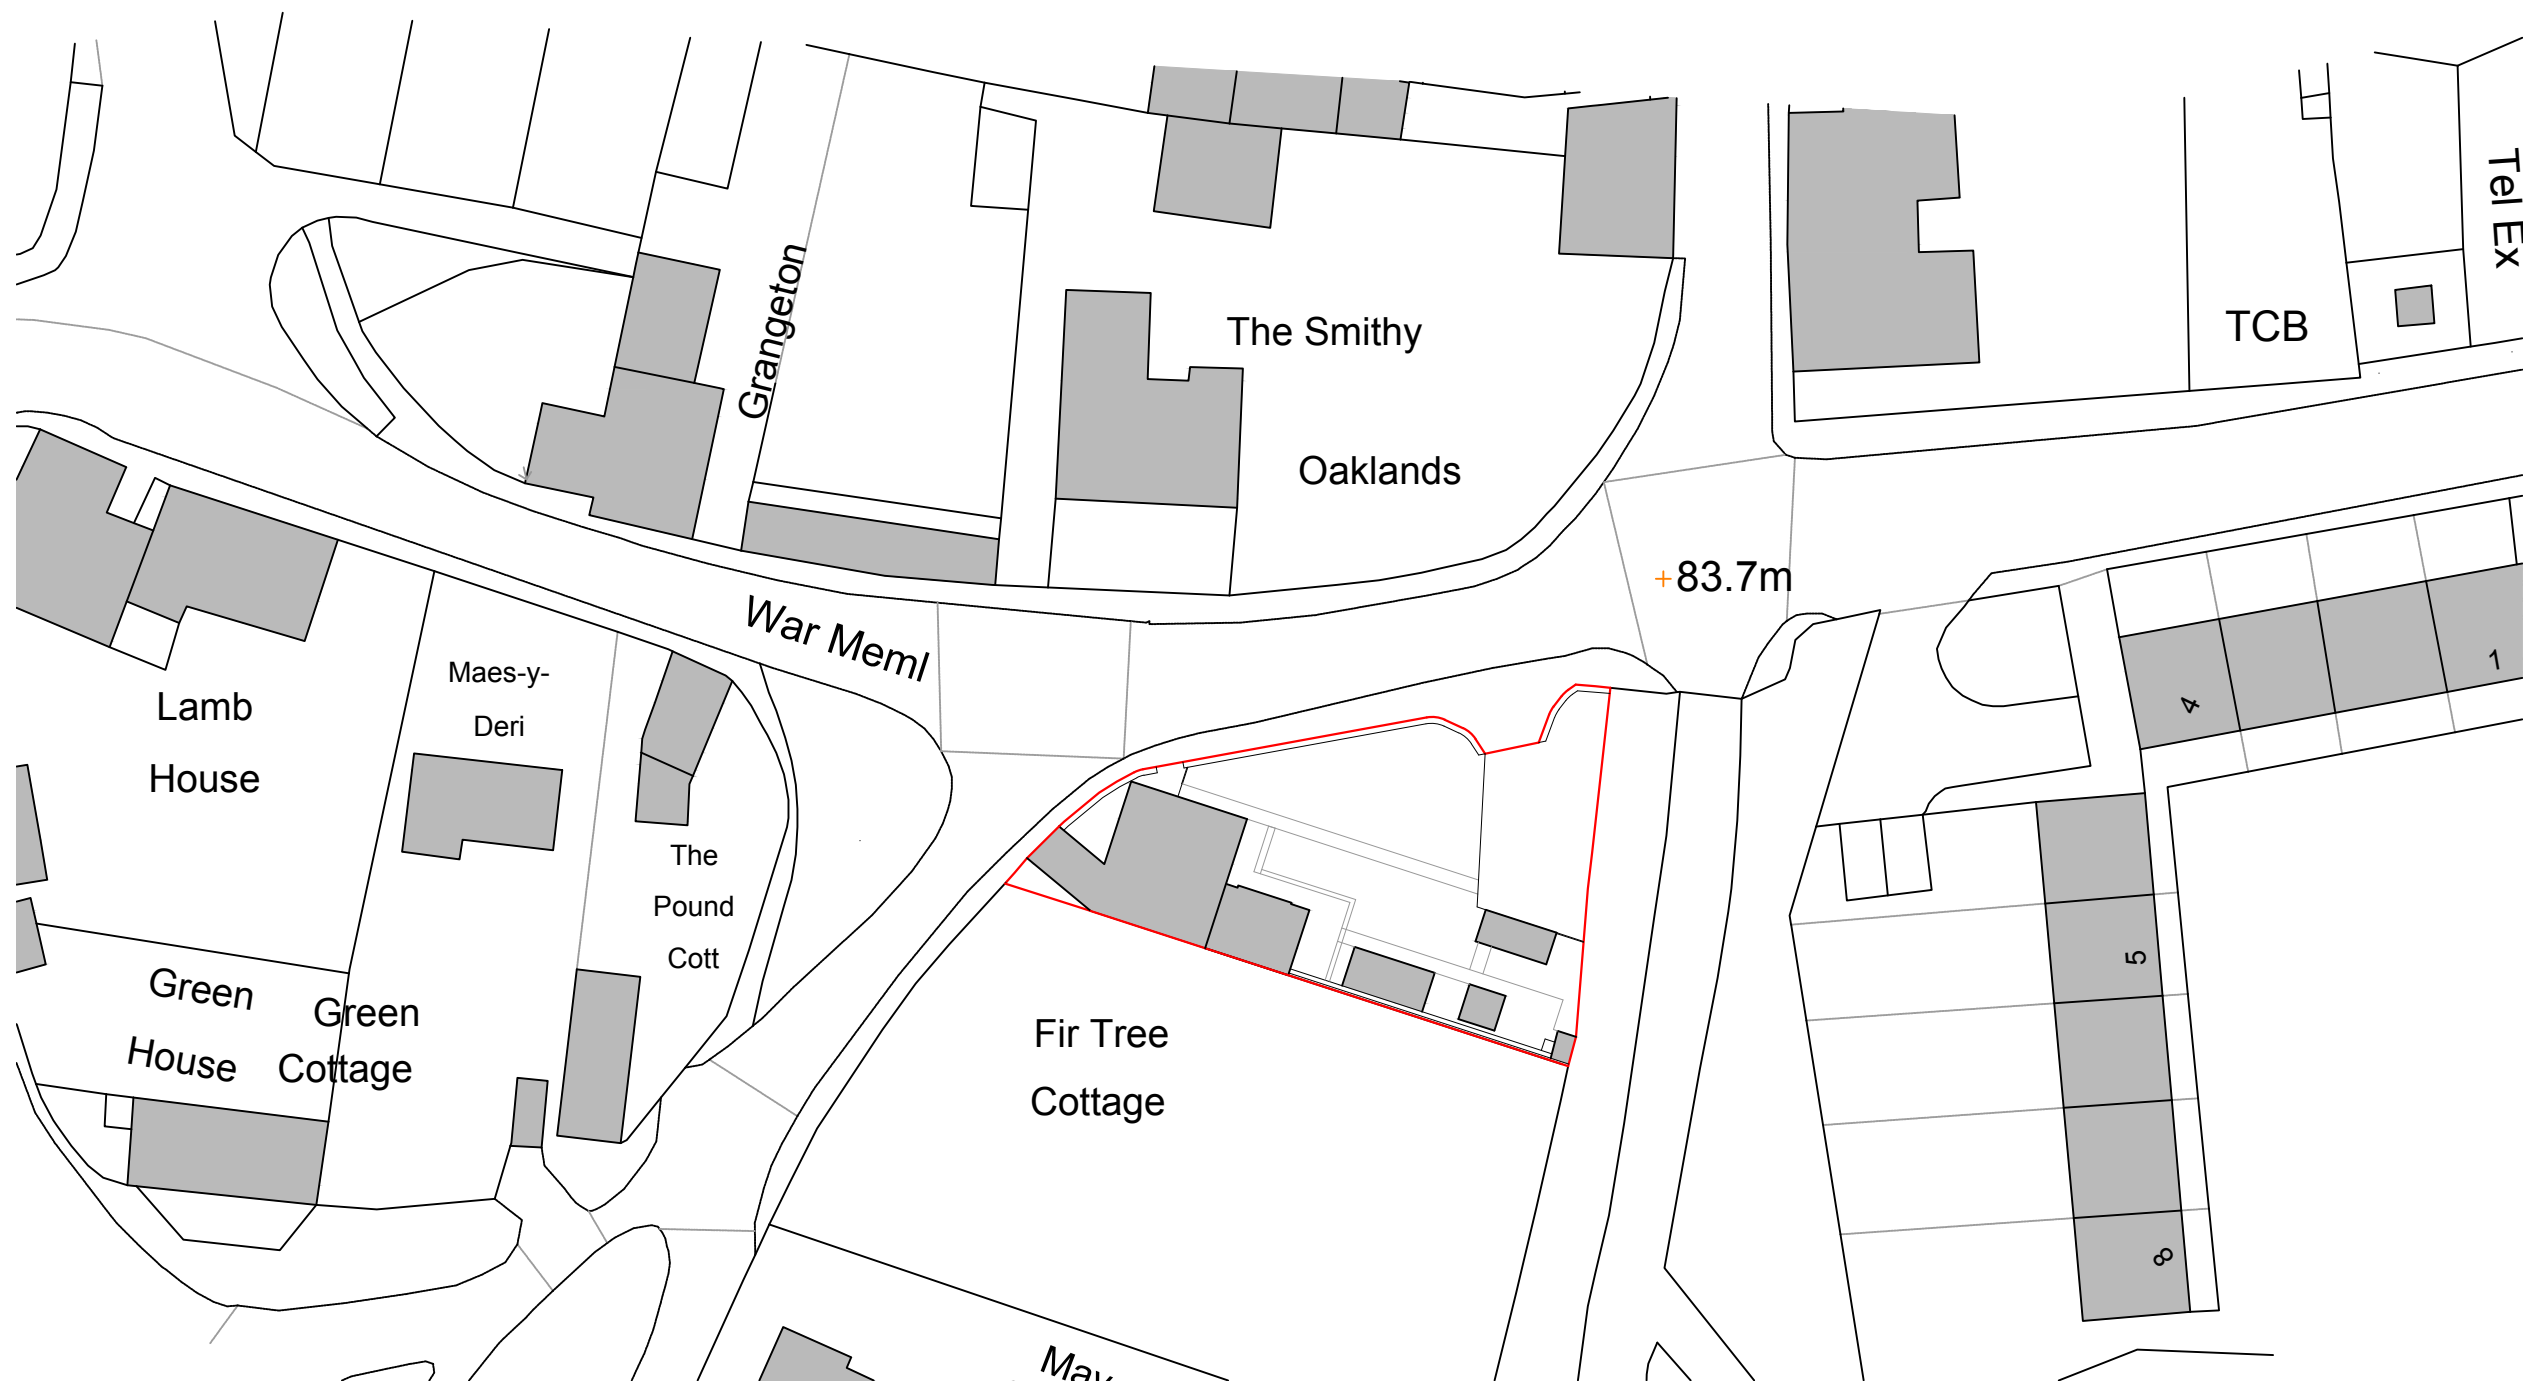 Tel Ex
Grangeton
The Smithy
TCB
Oaklands
+83.7m
War Meml
Maes-y-
Deri
Lamb
House
1
4
The
Pound
Cott
5
Green
House
Green
Cottage
Fir Tree
Cottage
8
May